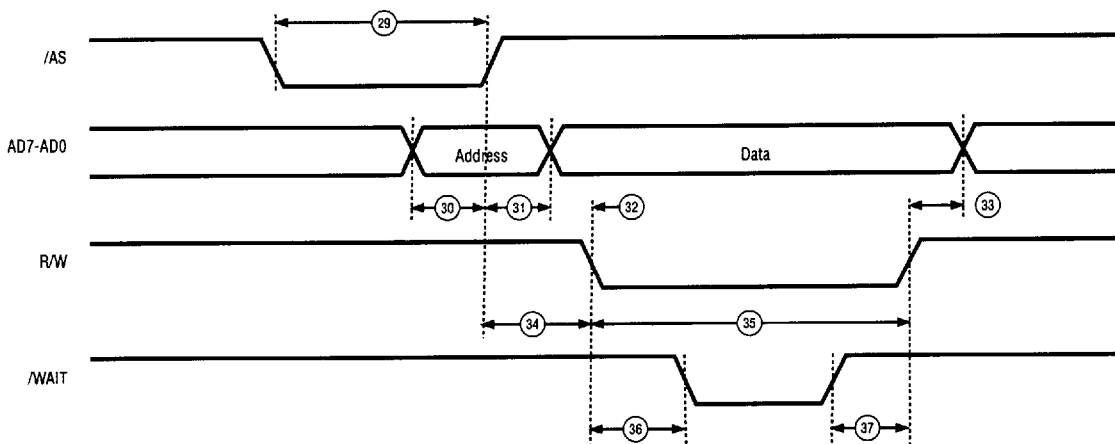 29
/AS
AD7-AD0
Address
Data
30
31
32
33
R/W
34
35
/WAIT
36
37